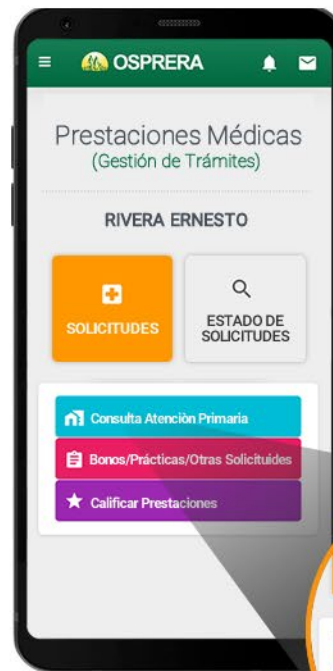 OSPRERA
Prestaciones Médicas
(Gestión de Trámites)
RIVERA ERNESTO
SOLICITUDES
ESTADO DE
SOLICITUDES
Consulta Atenciòn Primaria
Bonos/Prácticas/Otras Solicituides
Calificar Prestaciones